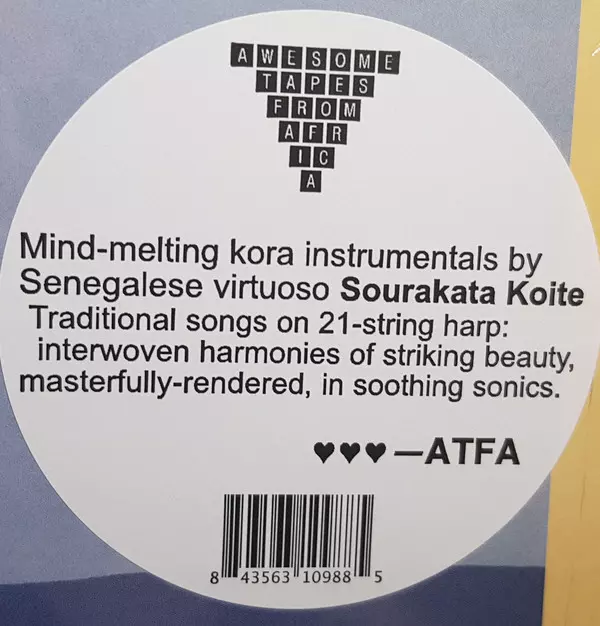 AWESOME
TAPES
FROM
AFR
IC
A
Mind-melting kora instrumentals by
Senegalese virtuoso Sourakata Koite
Traditional songs on 21-string harp:
interwoven harmonies of striking beauty,
masterfully-rendered, in soothing sonics.
♥♥♥—ATFA
8 43563 10988 5